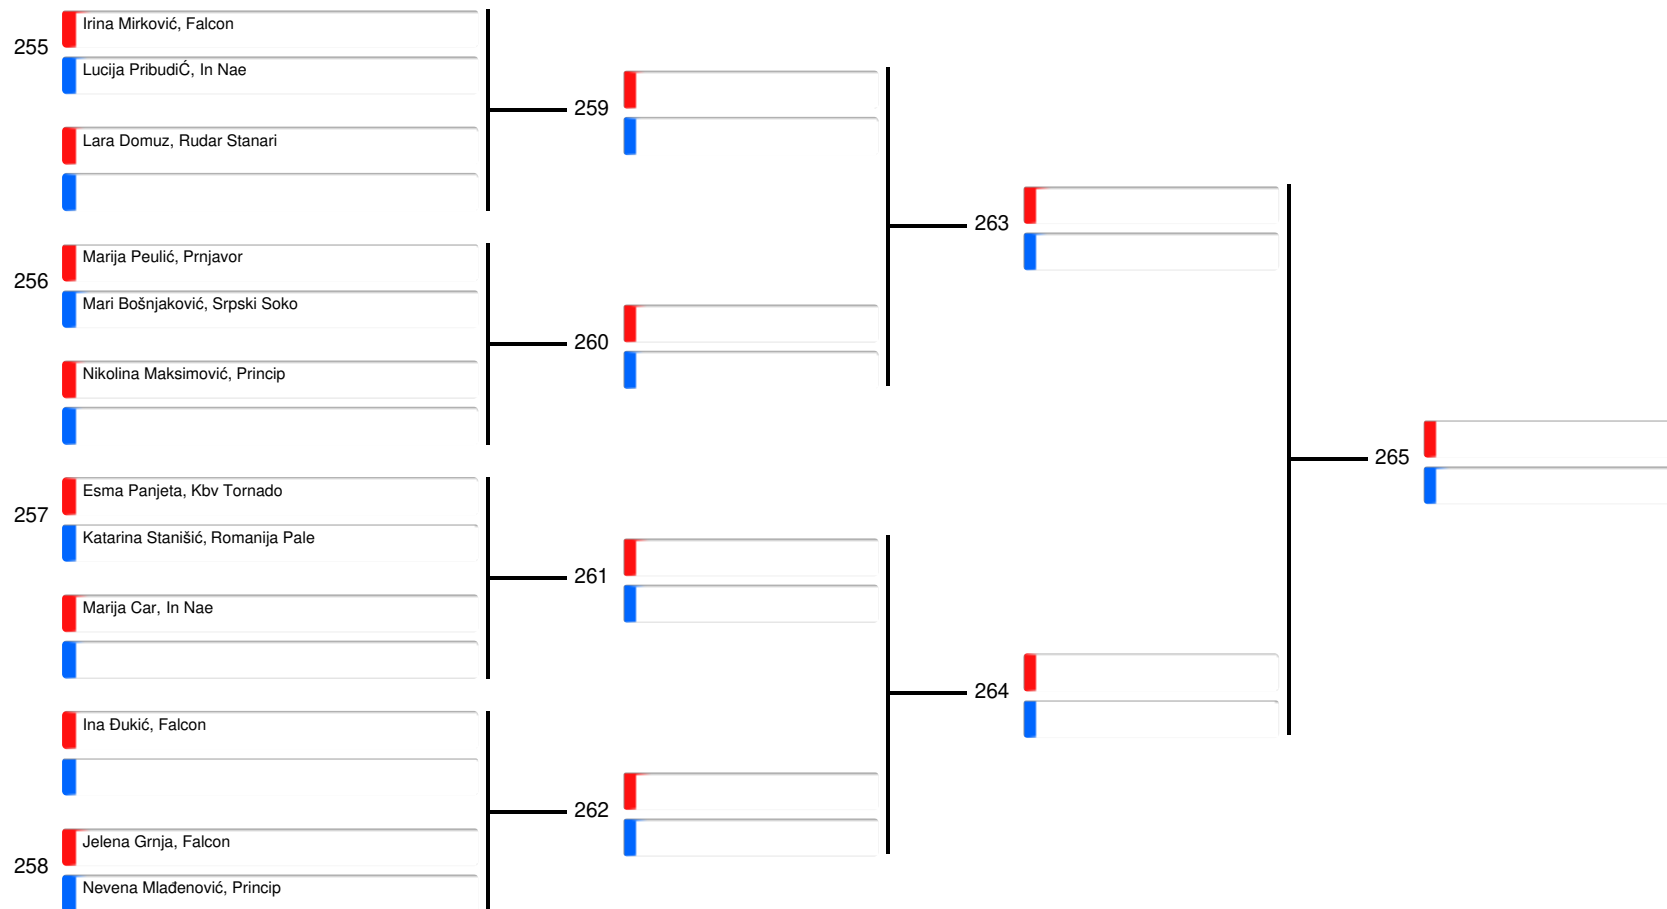 255
Irina Mirković, Falcon
Lucija PribudiĆ, In Nae
Lara Domuz, Rudar Stanari
256
Marija Peulić, Prnjavor
Mari Bošnjaković, Srpski Soko
Nikolina Maksimović, Princip
257
Esma Panjeta, Kbv Tornado
Katarina Stanišić, Romanija Pale
Marija Car, In Nae
Ina Đukić, Falcon
258
Jelena Grnja, Falcon
Nevena Mlađenović, Princip
259
260
261
262
263
264
265